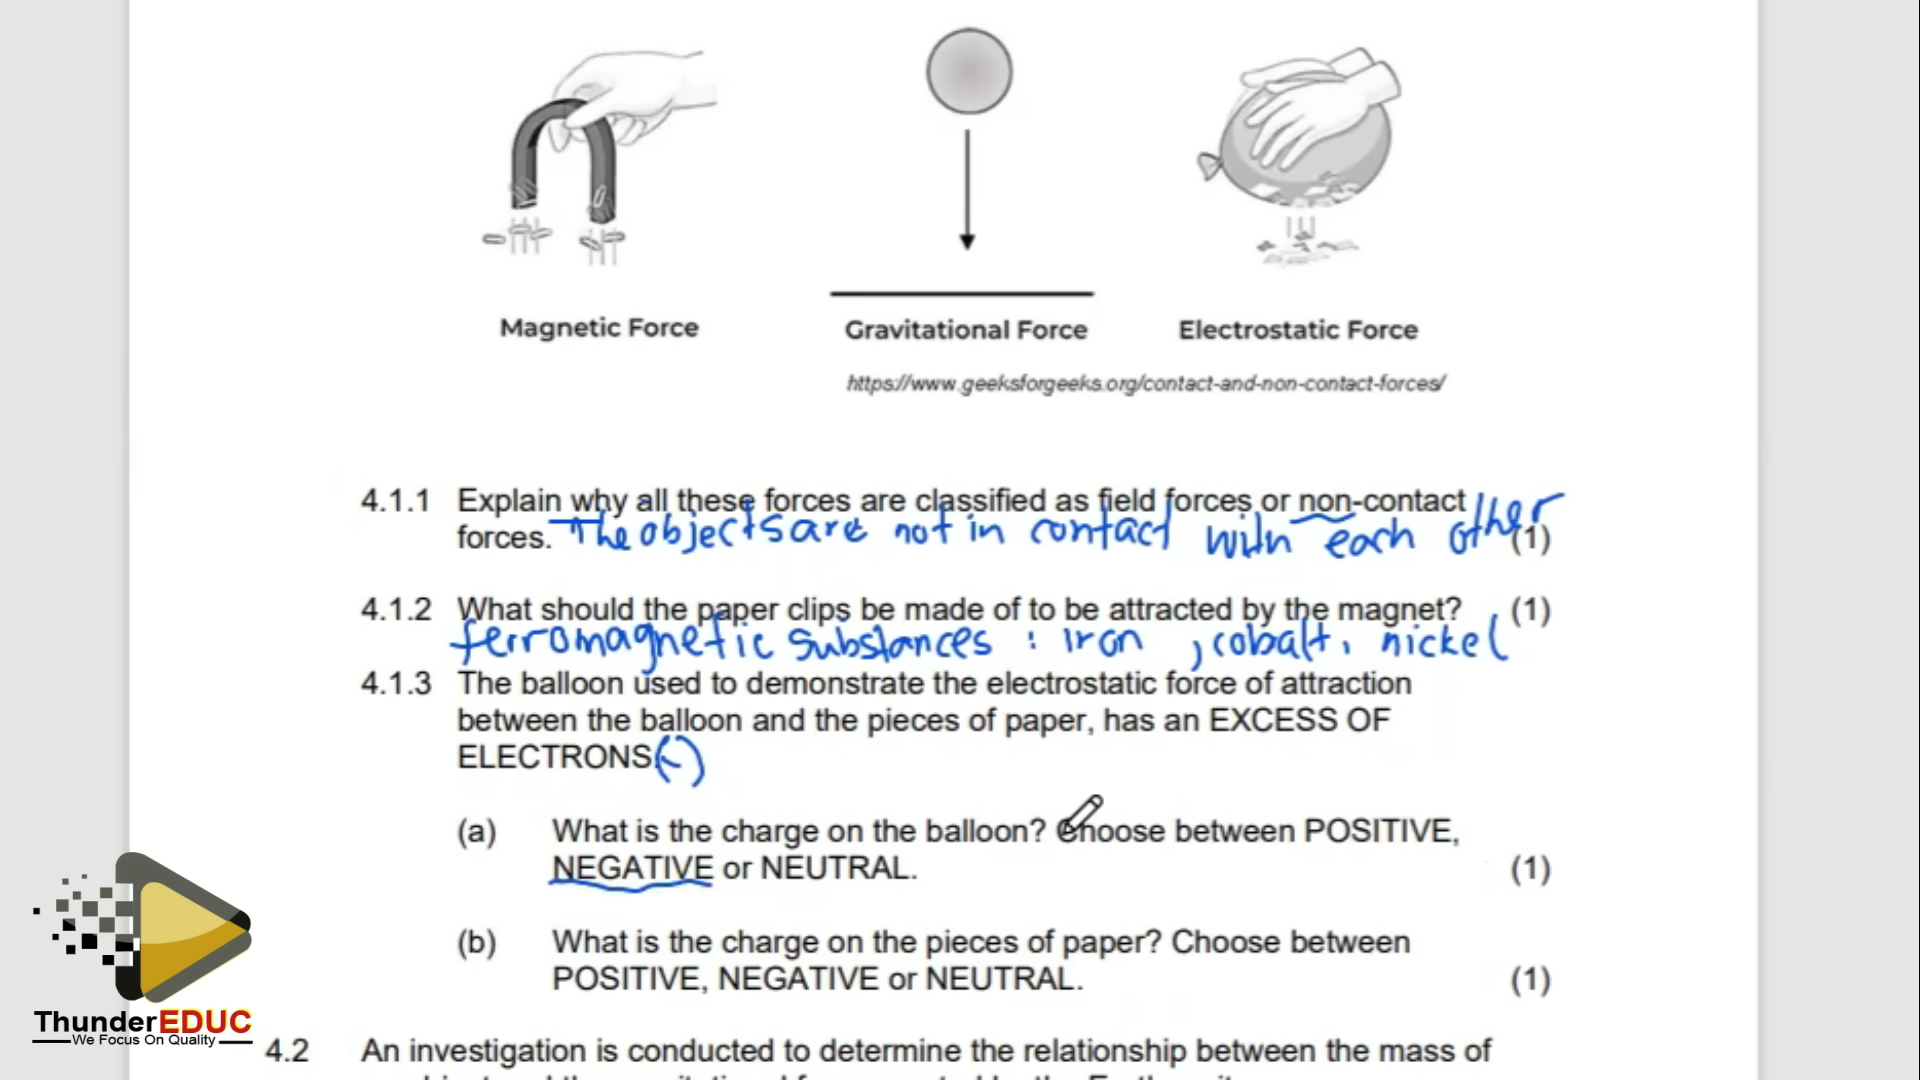 Magnetic Force
Gravitational Force
Electrostatic Force
https://www.geeksforgeeks.org/contact-and-non-contact-forces/
4.1.1 Explain why all these forces are classified as field forces or non-contact
forces. (1)
The objects are not in contact with each other
4.1.2 What should the paper clips be made of to be attracted by the magnet? (1)
ferromagnetic substances : iron , cobalt, nickel
4.1.3 The balloon used to demonstrate the electrostatic force of attraction
between the balloon and the pieces of paper, has an EXCESS OF
ELECTRONS (-)
(a) What is the charge on the balloon? Choose between POSITIVE,
NEGATIVE or NEUTRAL. (1)
(b) What is the charge on the pieces of paper? Choose between
POSITIVE, NEGATIVE or NEUTRAL. (1)
ThunderEDUC
We Focus On Quality
4.2 An investigation is conducted to determine the relationship between the mass of